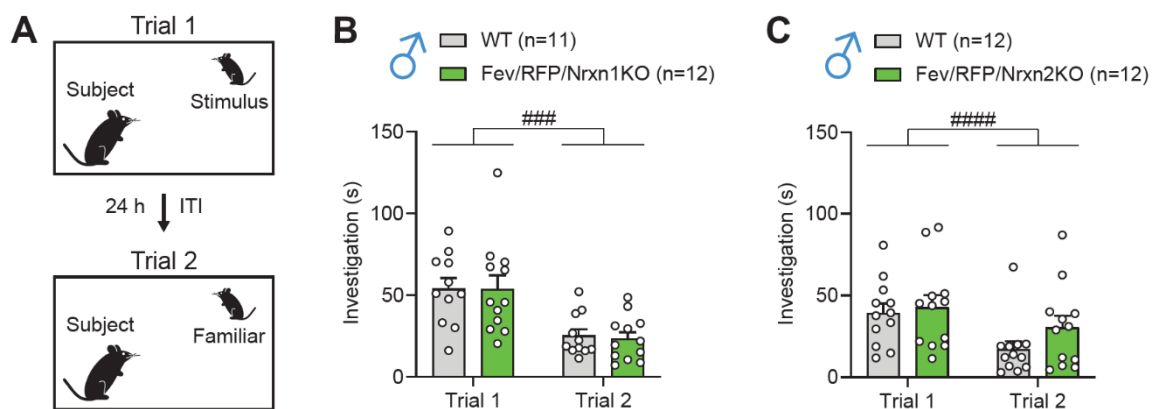 A
Trial 1
Subject
Stimulus
24 h ITI
Trial 2
Subject
Familiar
B
♂ WT (n=11)
Fev/RFP/Nrxn1KO (n=12)
###
Investigation (s)
150
100
50
0
Trial 1 Trial 2
C
♂ WT (n=12)
Fev/RFP/Nrxn2KO (n=12)
####
Investigation (s)
150
100
50
0
Trial 1 Trial 2